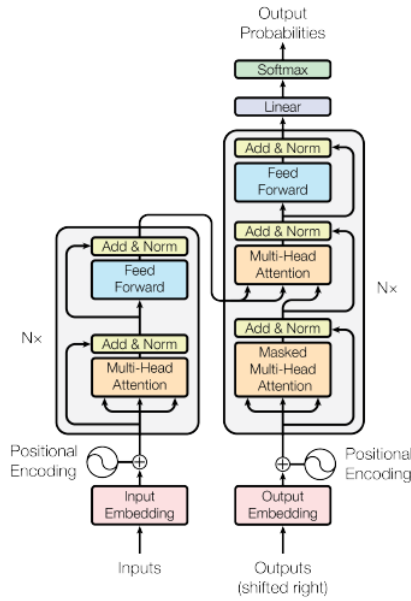 Output
Probabilities
Softmax
Linear
Add & Norm
Feed
Forward
Add & Norm
Multi-Head
Attention
Add & Norm
Masked
Multi-Head
Attention
Nx
Positional
Encoding
Output
Embedding
Outputs
(shifted right)
Add & Norm
Feed
Forward
Add & Norm
Multi-Head
Attention
Nx
Positional
Encoding
Input
Embedding
Inputs